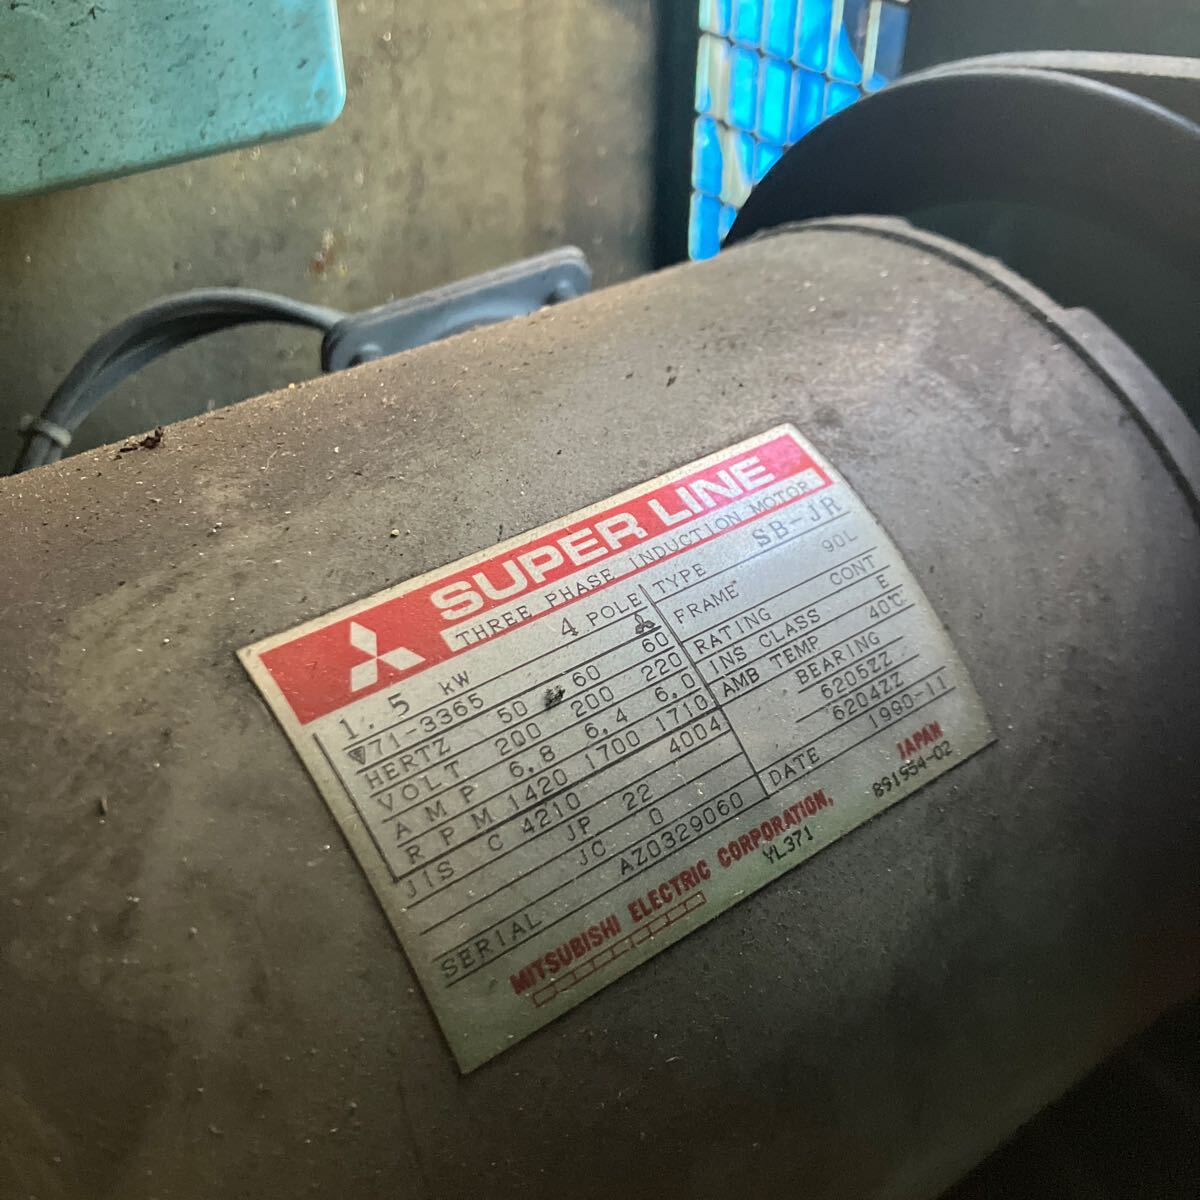 SUPER LINE
THREE PHASE INDUCTION MOTOR
1.5 kW 4 POLE
▽71-3365
HERTZ 50 60 60
VOLT 200 200 220
AMP 6.8 6.4 6.0
RPM 1420 1700 1710
JIS C 4210 4004
JP 22
JC 0
SERIAL AZ0329060
TYPE SB-JR
FRAME 90L
RATING CONT
INS CLASS E
AMB TEMP 40℃
BEARING
6205ZZ
6204ZZ
DATE 1990-11
MITSUBISHI ELECTRIC CORPORATION, JAPAN
YL371 891954-02